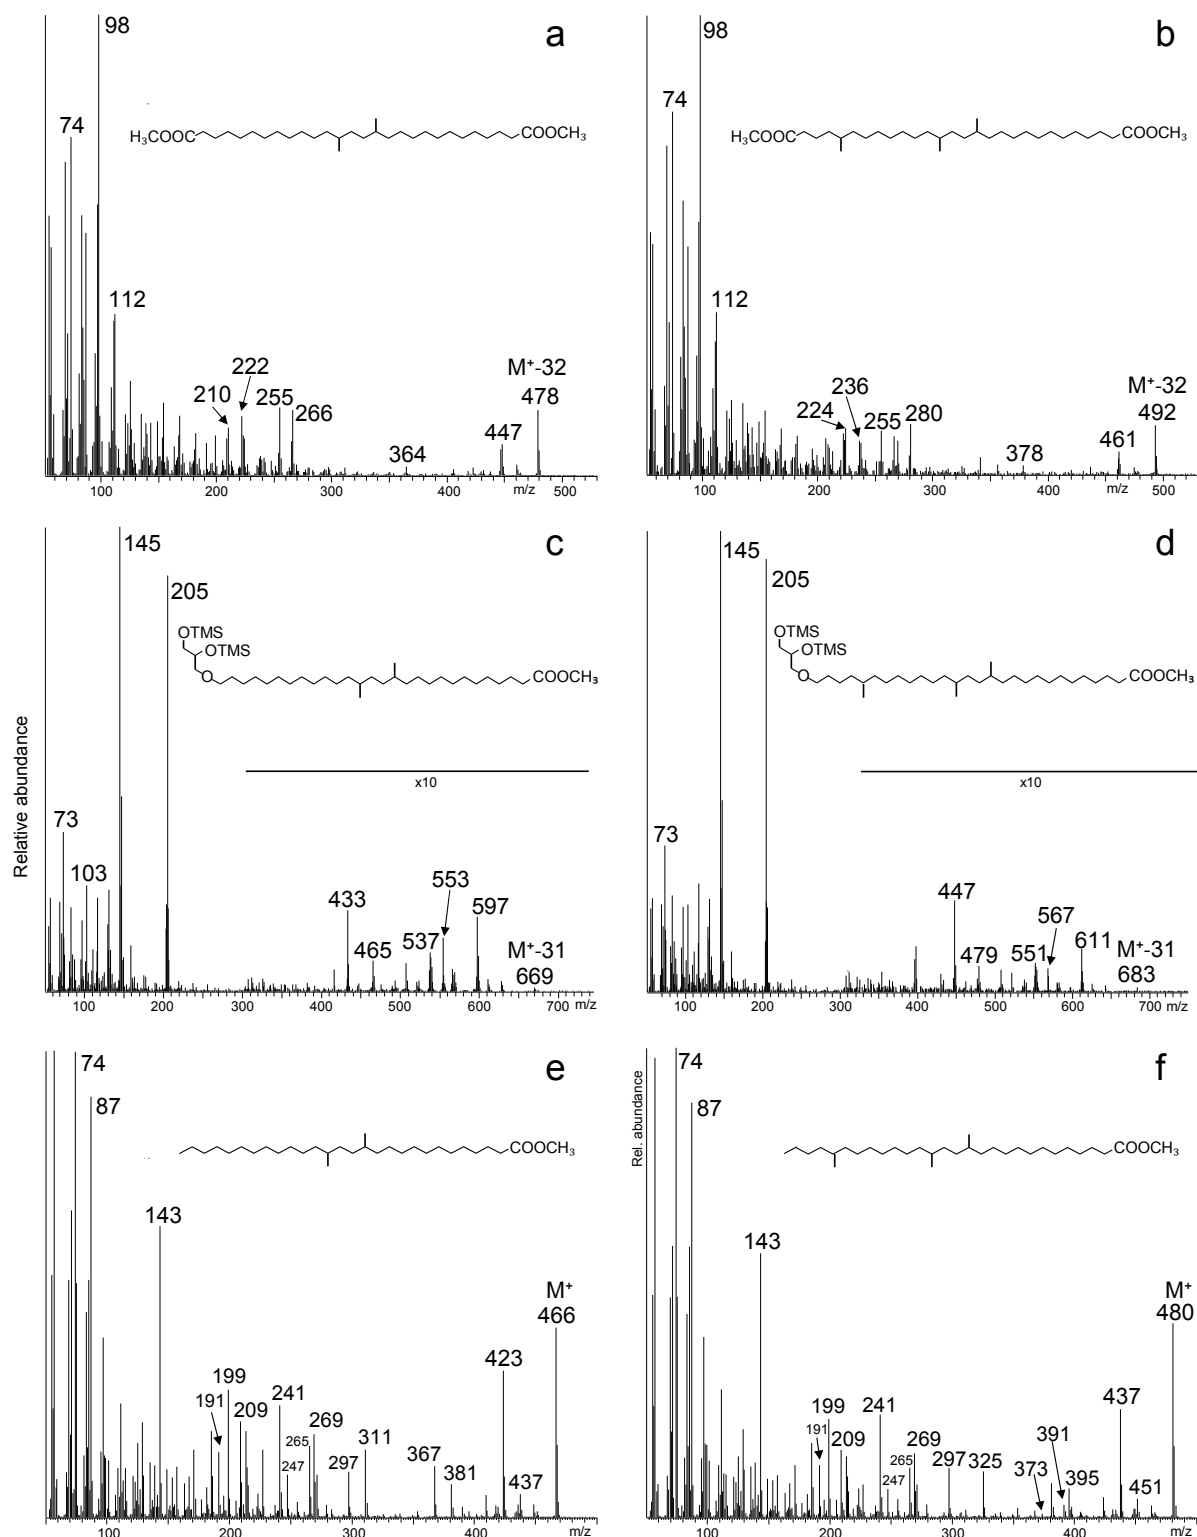 a
98
74
H₃COOC
COOCH₃
112
222
210
255
266
364
447
M⁺-32
478
100
200
300
400
m/z
500
b
98
74
H₃COOC
COOCH₃
112
236
224
255
280
378
461
M⁺-32
492
100
200
300
400
m/z
500
c
145
205
OTMS
OTMS
O
COOCH₃
x10
73
103
433
465
537
553
597
M⁺-31
669
100
200
300
400
500
600
700 m/z
Relative abundance
d
145
205
OTMS
OTMS
O
COOCH₃
x10
73
447
479
551
567
611
M⁺-31
683
100
200
300
400
500
600
700 m/z
e
74
87
COOCH₃
143
191
199
209
241
247
265
269
297
311
367
381
423
437
M⁺
466
100
200
300
400
m/z
f
Rel. abundance
74
87
COOCH₃
143
191
199
209
241
247
265
269
297
325
373
391
395
437
451
M⁺
480
100
200
300
400
m/z